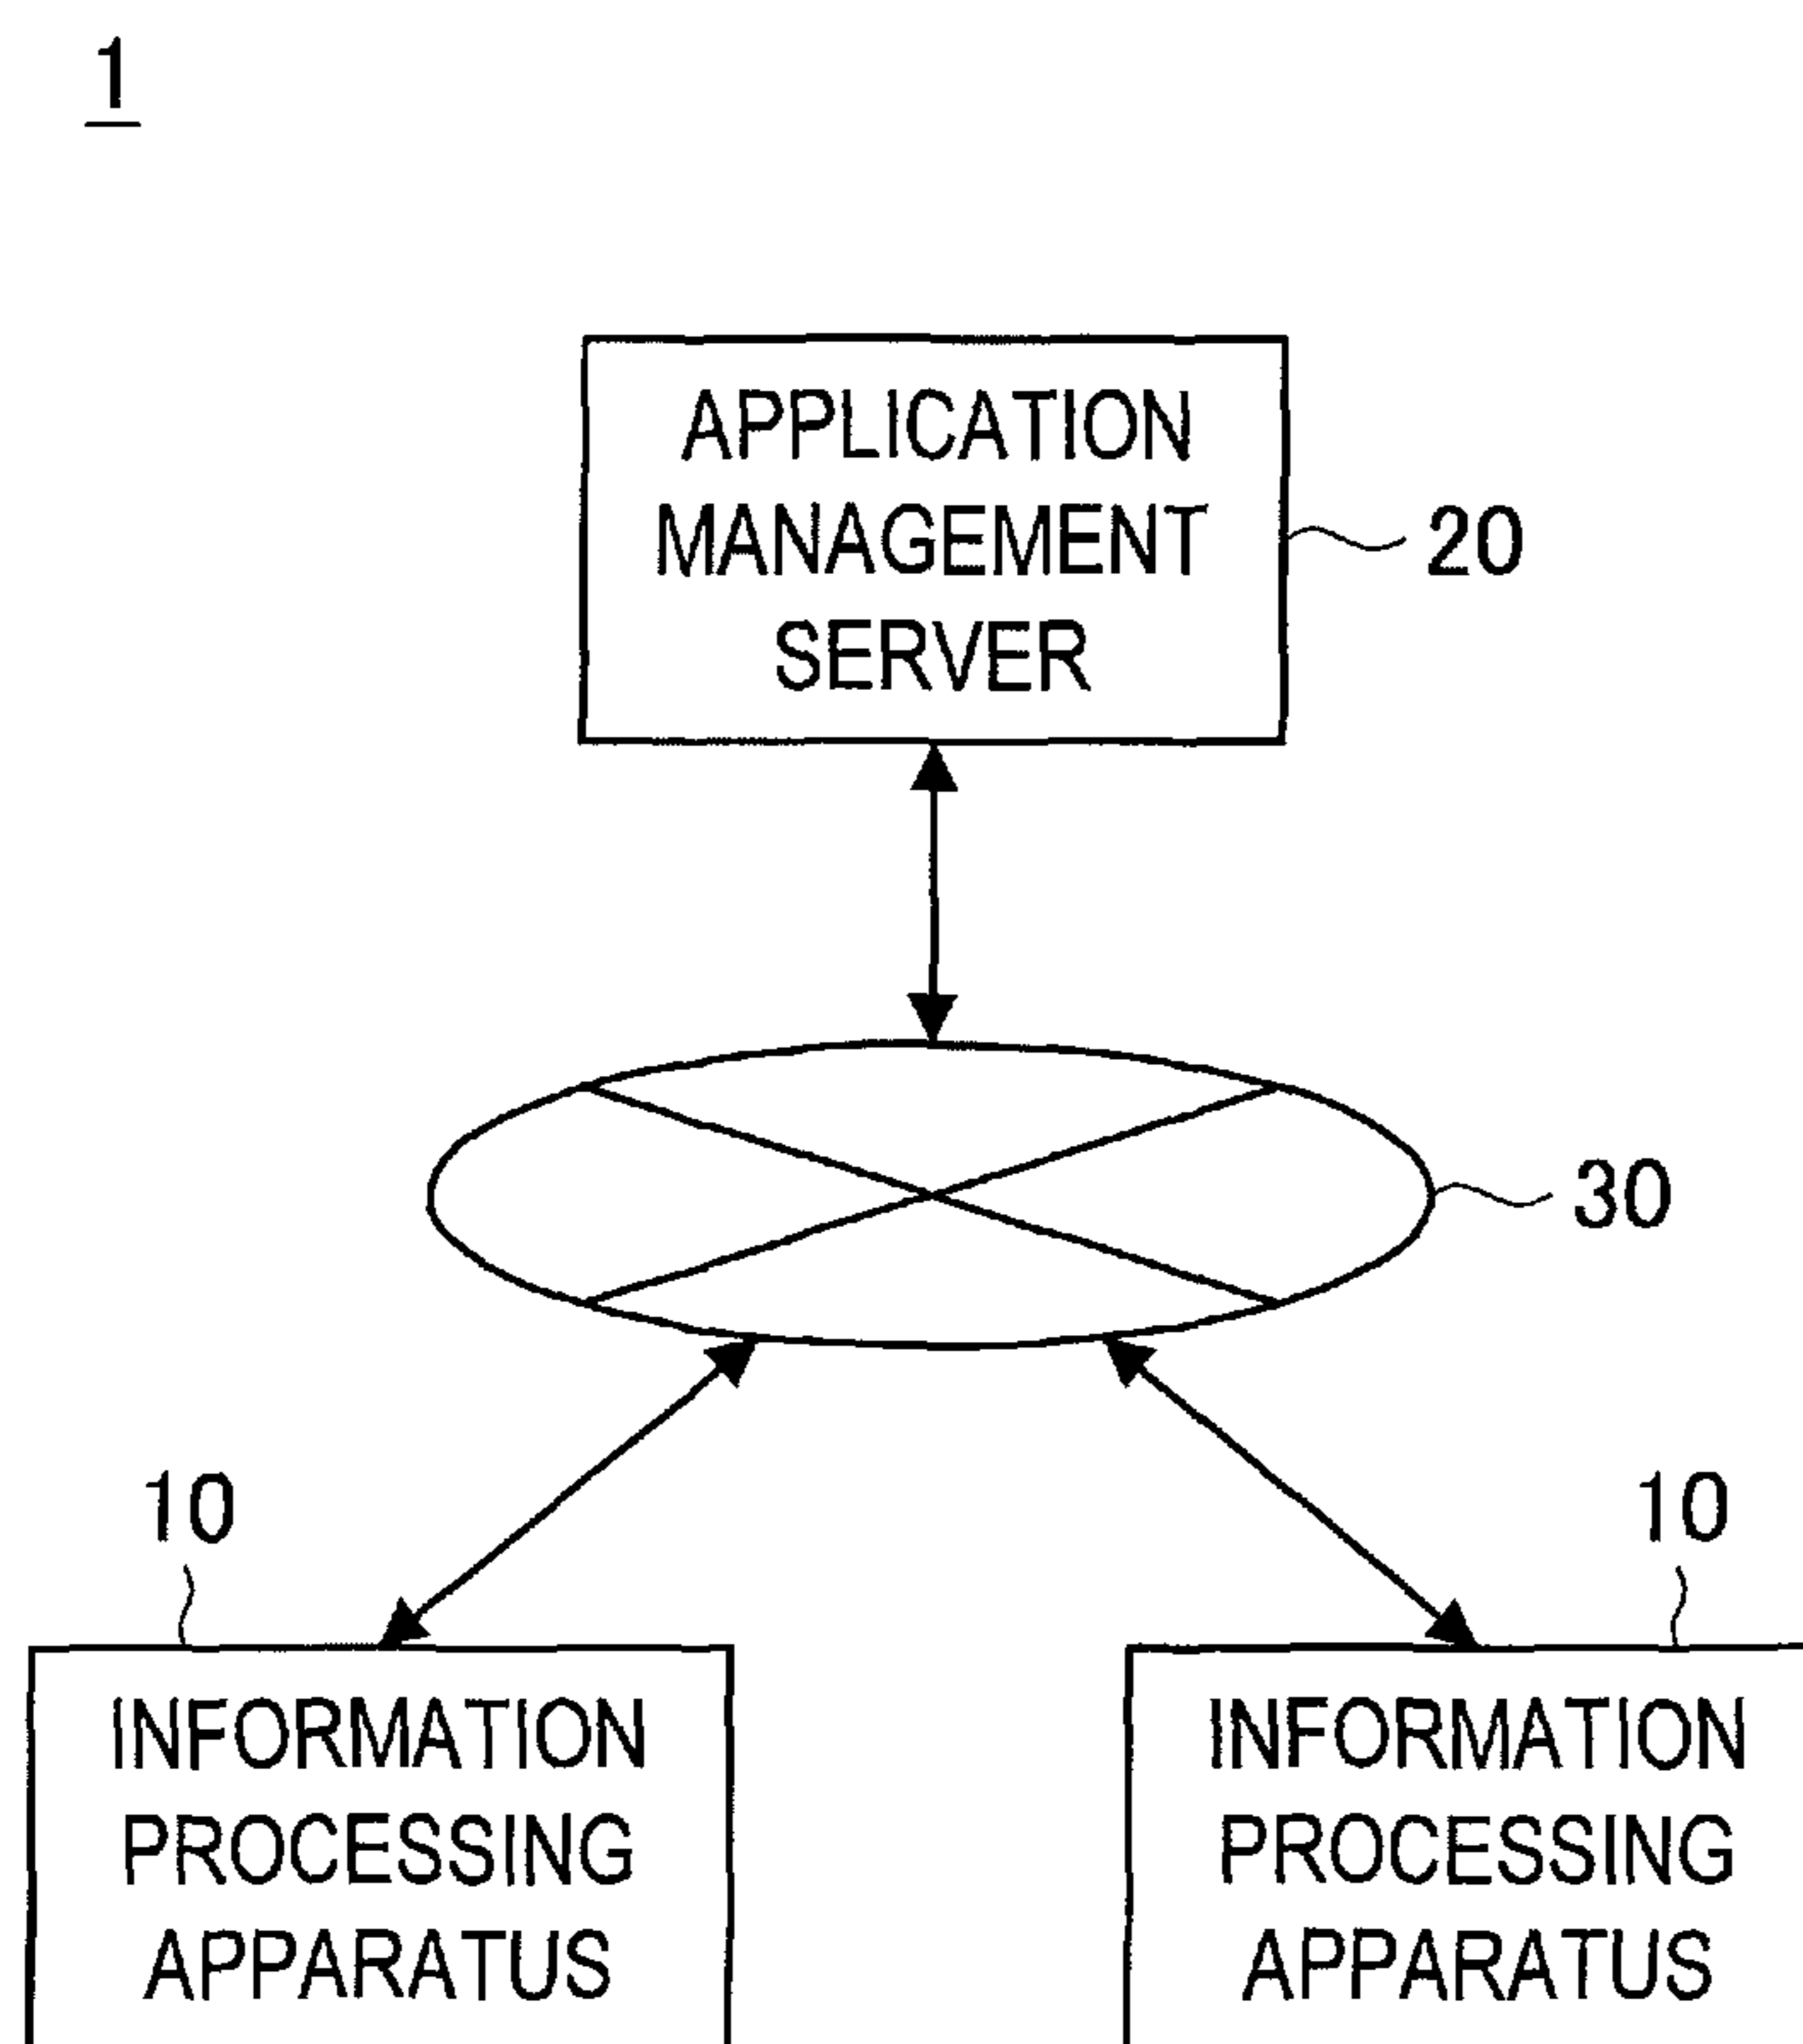 1
APPLICATION
MANAGEMENT
SERVER
20
30
10
10
INFORMATION
PROCESSING
APPARATUS
INFORMATION
PROCESSING
APPARATUS